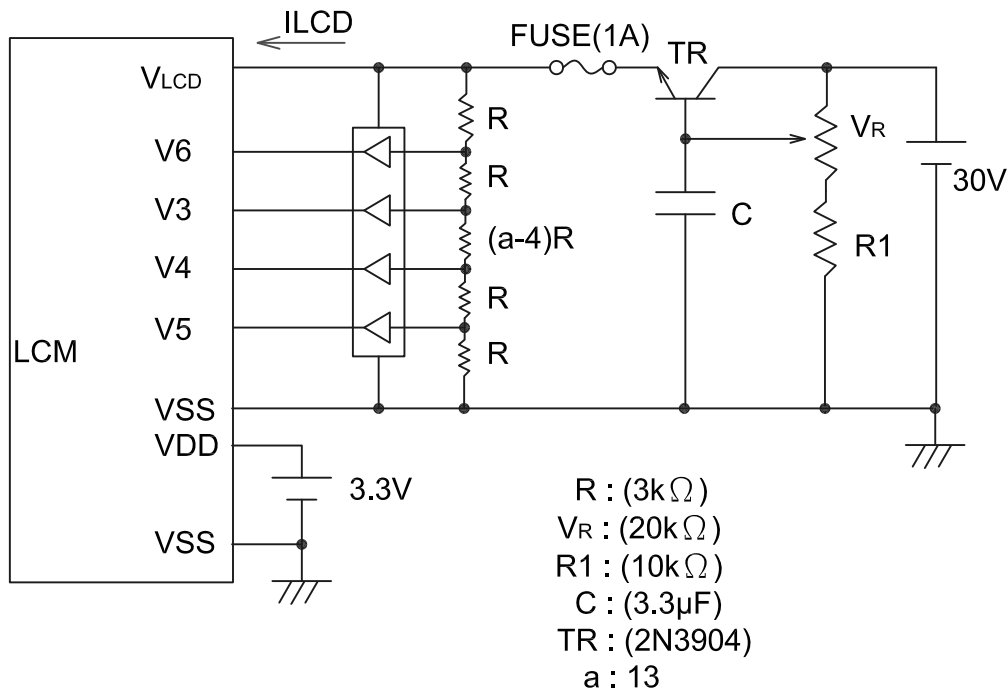 ILCD
FUSE(1A)
TR
VLCD
R
VR
V6
R
30V
V3
C
(a-4)R
R1
V4
R
V5
LCM
R
VSS
VDD
3.3V
VSS
R : (3kΩ)
VR : (20kΩ)
R1 : (10kΩ)
C : (3.3µF)
TR : (2N3904)
a : 13